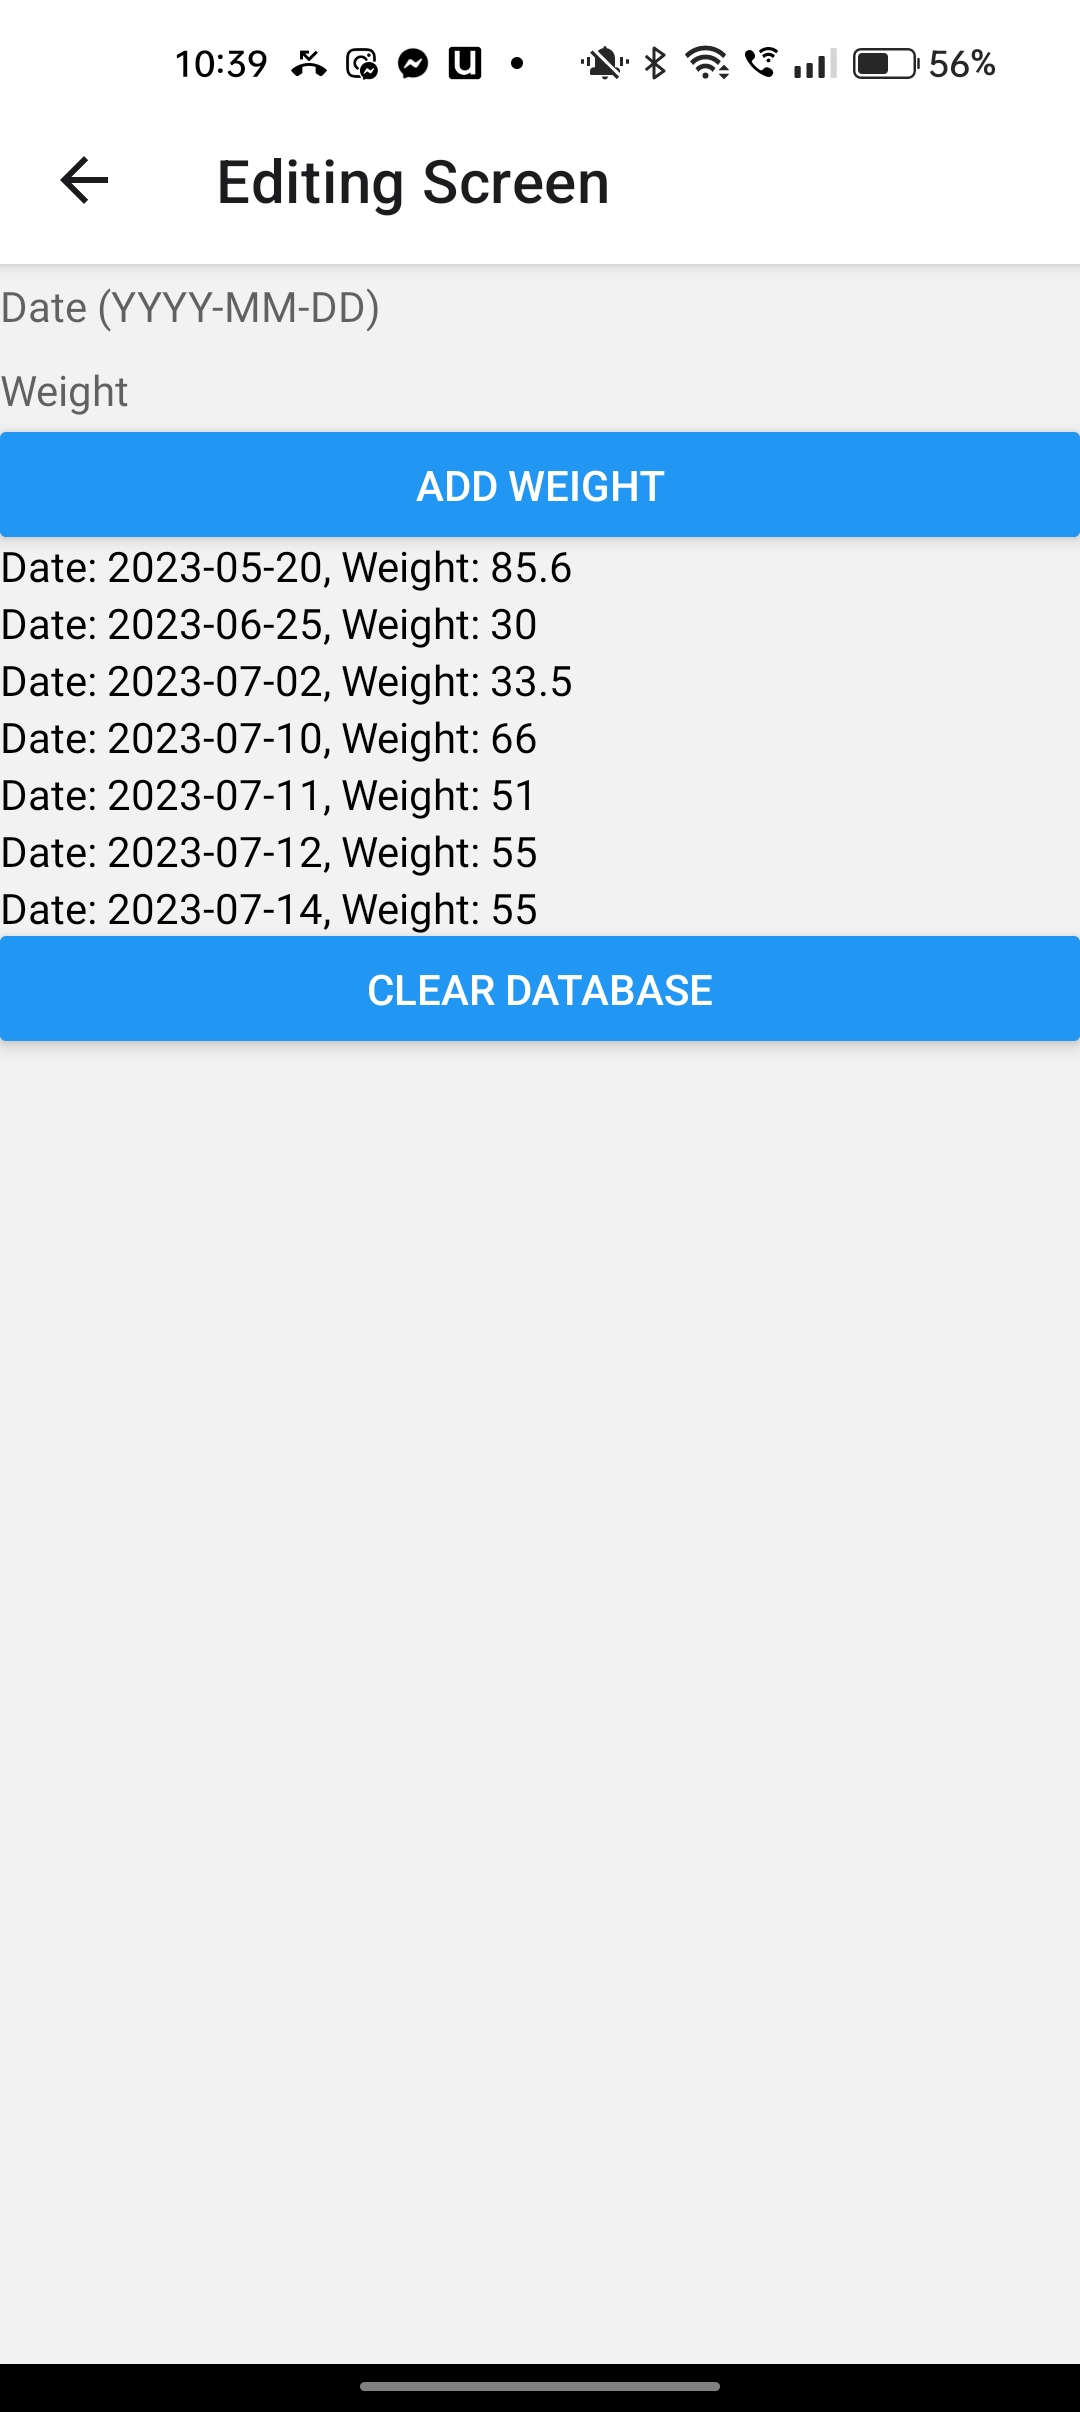 10:39 56%
Editing Screen
Date (YYYY-MM-DD)
Weight
ADD WEIGHT
Date: 2023-05-20, Weight: 85.6
Date: 2023-06-25, Weight: 30
Date: 2023-07-02, Weight: 33.5
Date: 2023-07-10, Weight: 66
Date: 2023-07-11, Weight: 51
Date: 2023-07-12, Weight: 55
Date: 2023-07-14, Weight: 55
CLEAR DATABASE